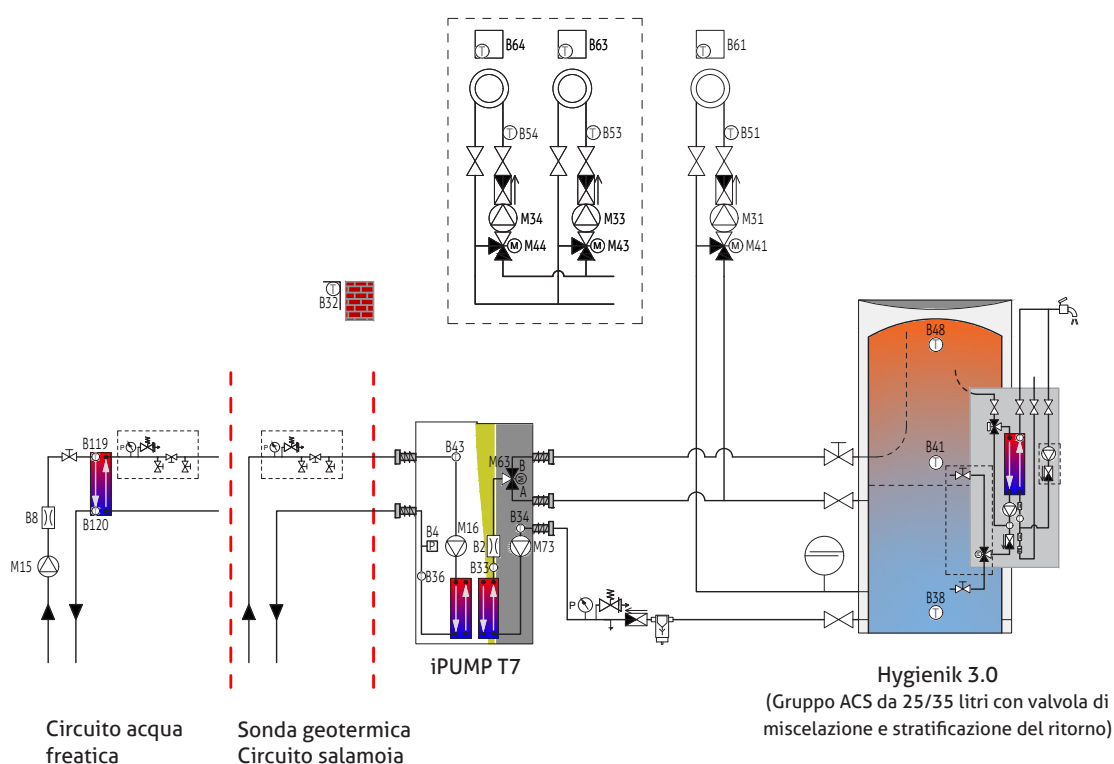 B64
B63
B61
T
T
T
T B54
T B53
T B51
M34
M33
M31
M M44
M M43
M M41
T
B32
B48
T
B119
P
P
B43
M63
B
M
A
B41
T
B8
B120
B4
P
M16
B2
B34
M73
M15
B36
B33
P
B38
T
iPUMP T7
Hygienik 3.0
(Gruppo ACS da 25/35 litri con valvola di
miscelazione e stratificazione del ritorno)
Circuito acqua
freatica
Sonda geotermica
Circuito salamoia